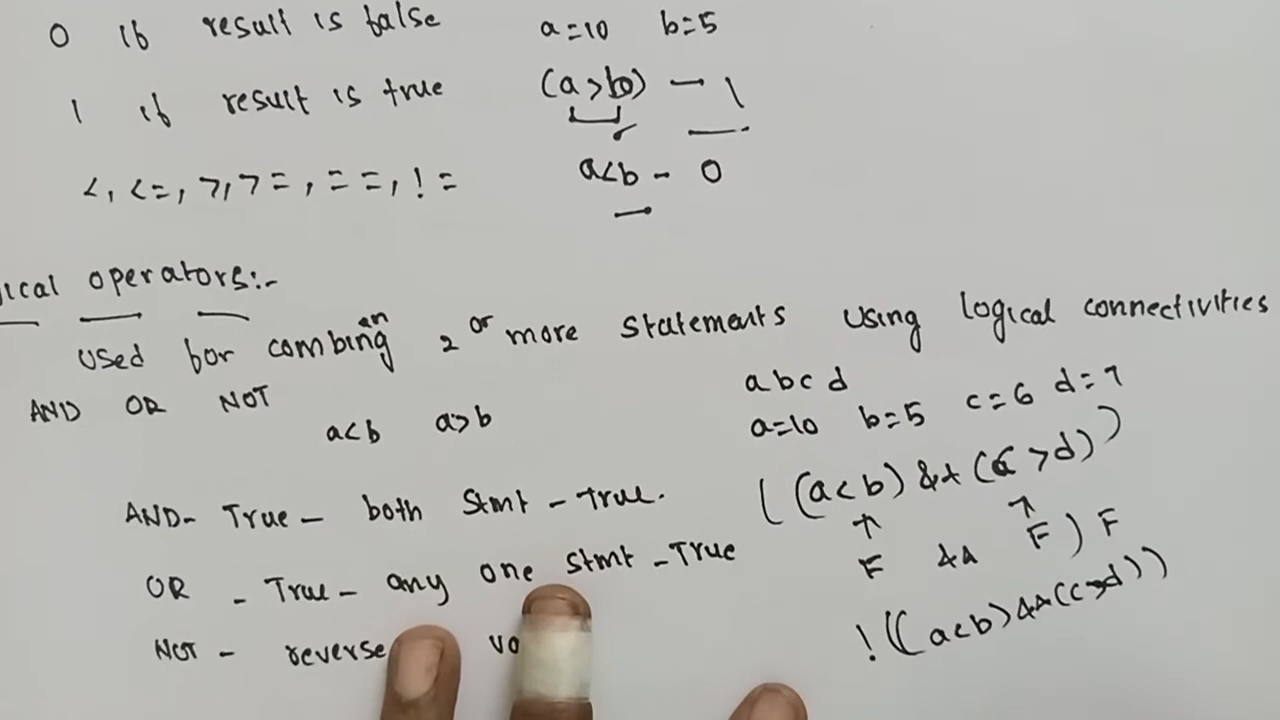 0 if result is false a=10 b=5
1 if result is true (a>b) - 1
<, <=, >, >=, ==, != a<b - 0
ical operators:-
used for combing 2 or more statements using logical connectivities
an
AND OR NOT
a<b a>b
a b c d
a=10 b=5 c=6 d=7
AND- True - both Stmt - true. ((a<b) && (c>d))
F && F) F
OR - True - any one Stmt - True
NOT - reverse !((a<b) && (c>d))